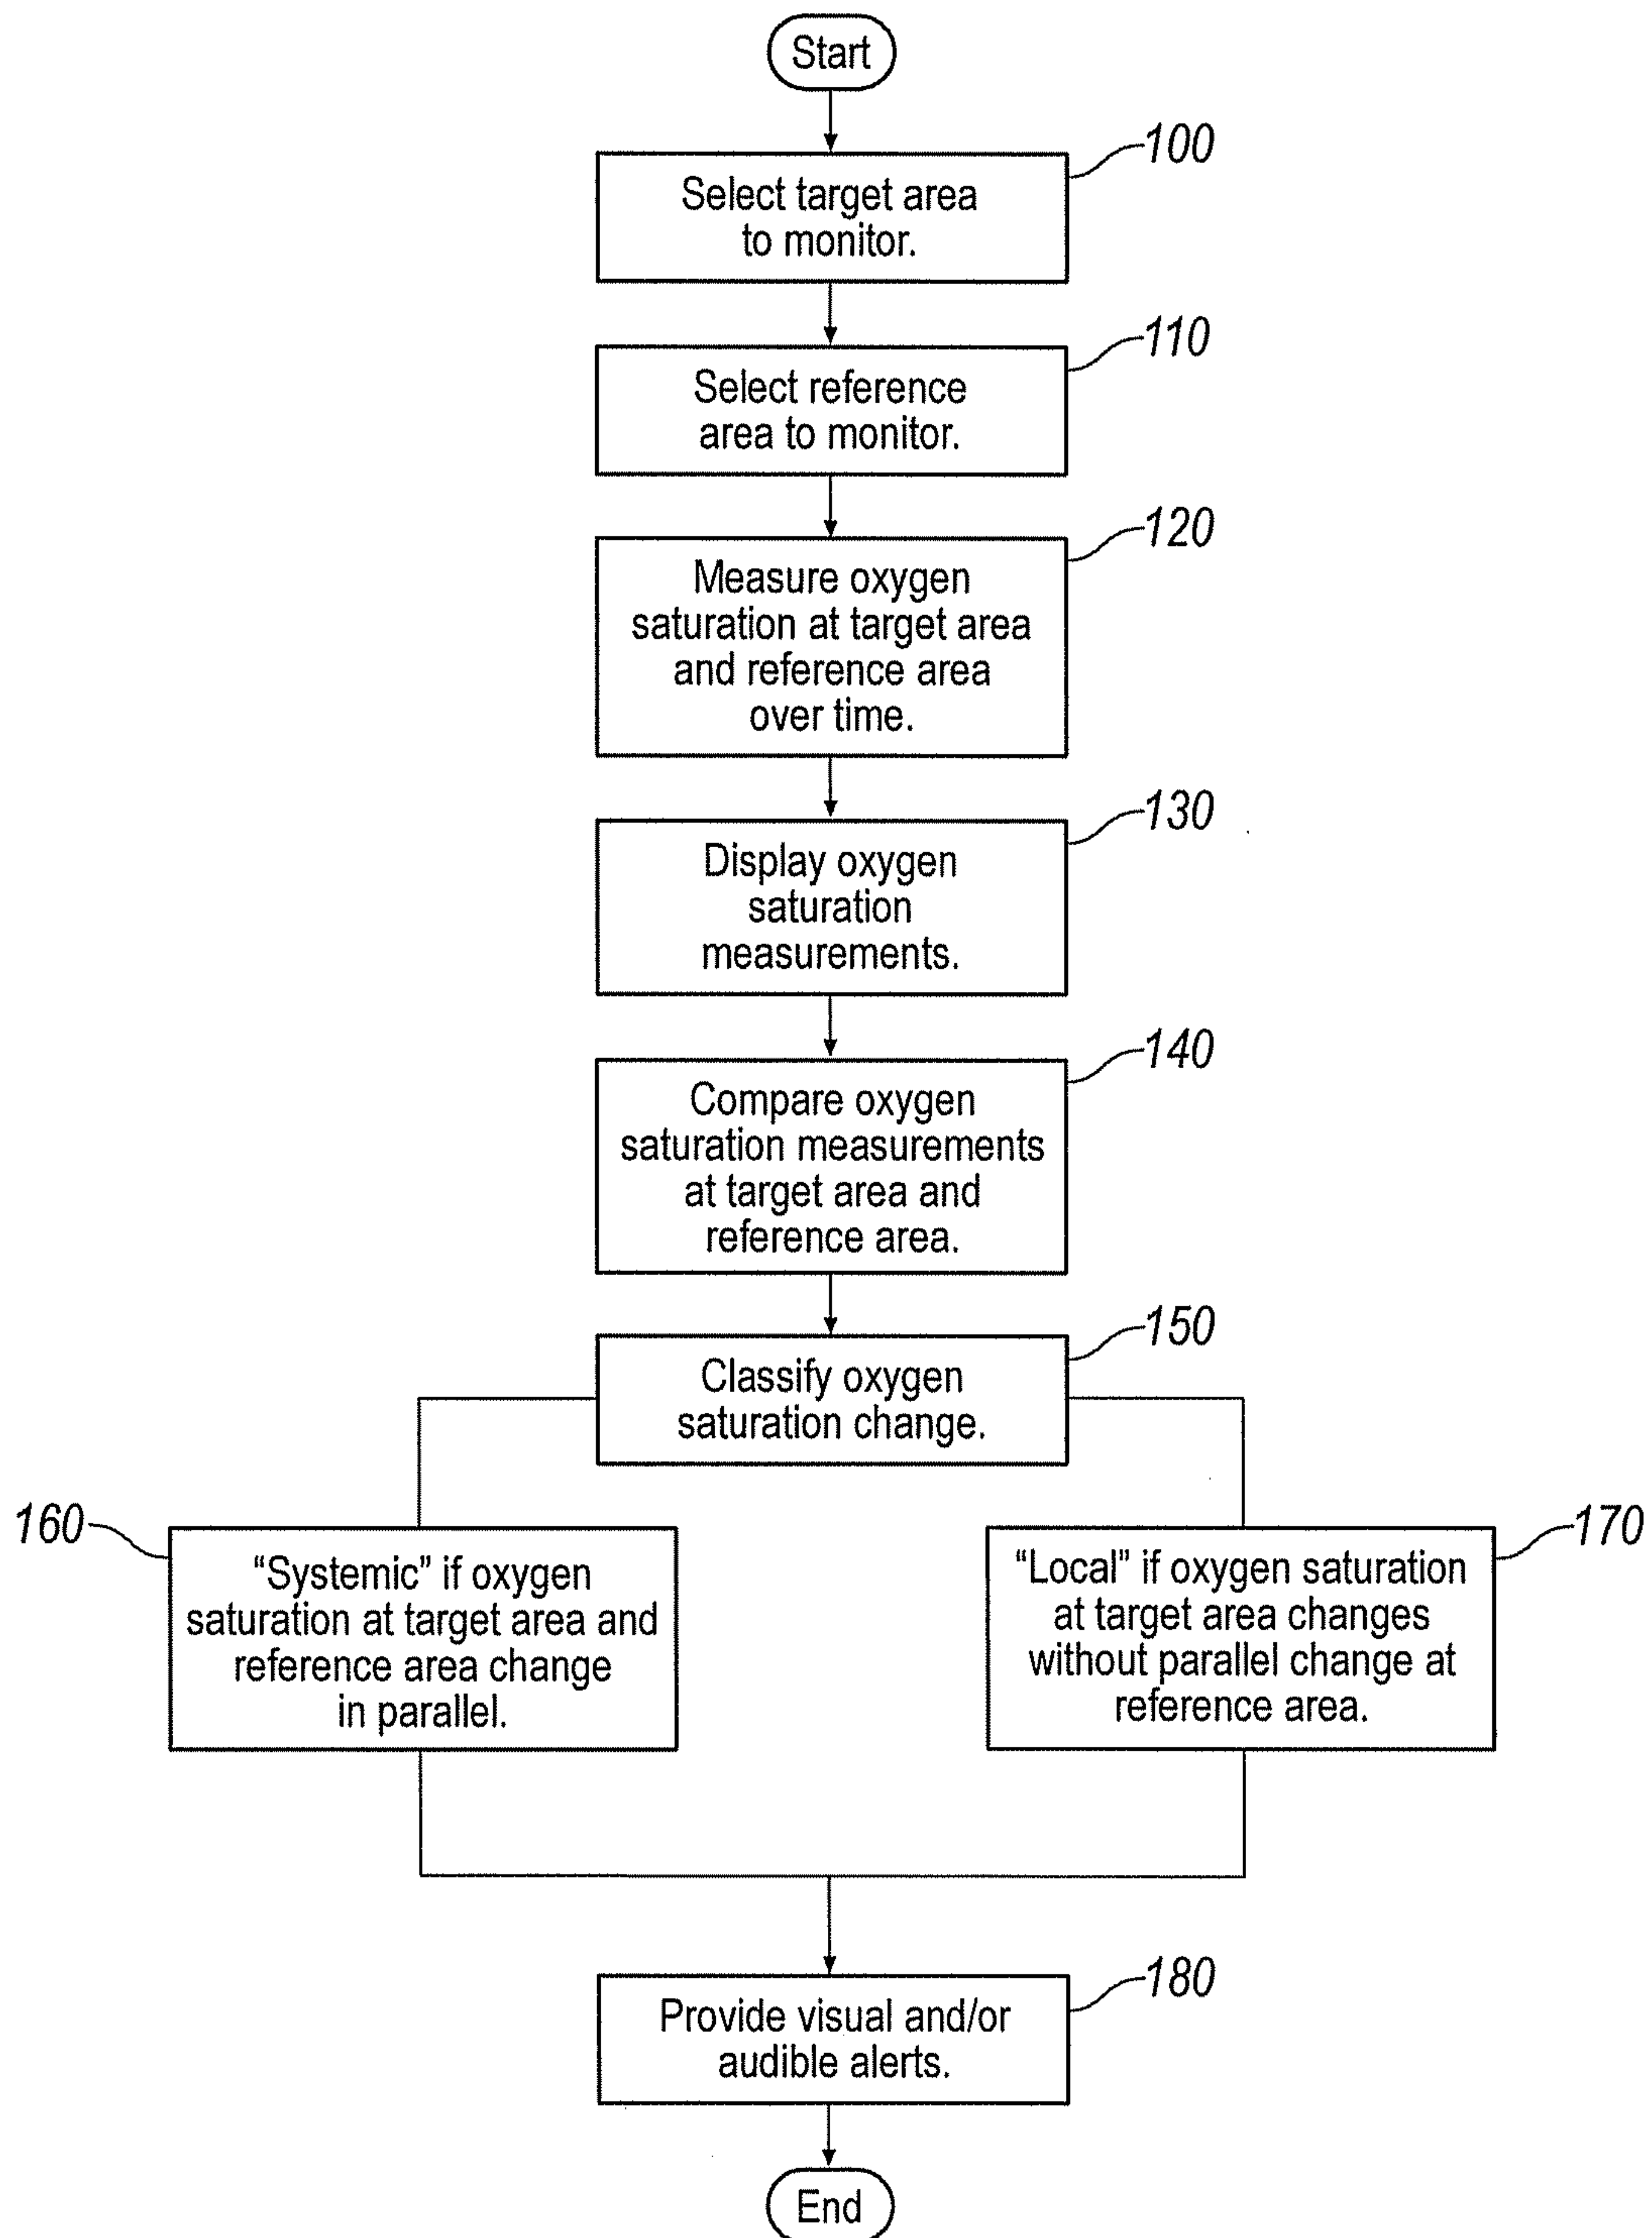 Start
100
Select target area
to monitor.
110
Select reference
area to monitor.
120
Measure oxygen
saturation at target area
and reference area
over time.
130
Display oxygen
saturation
measurements.
140
Compare oxygen
saturation measurements
at target area and
reference area.
150
Classify oxygen
saturation change.
160
“Systemic” if oxygen
saturation at target area and
reference area change
in parallel.
170
“Local” if oxygen saturation
at target area changes
without parallel change at
reference area.
180
Provide visual and/or
audible alerts.
End